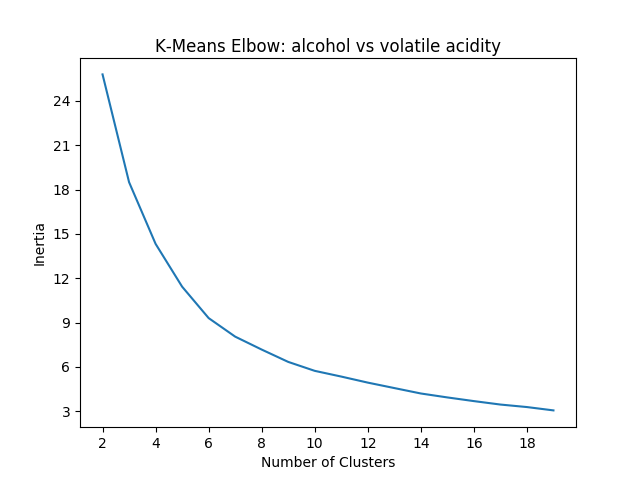 K-Means Elbow: alcohol vs volatile acidity
24
21
18
15
12
9
6
3
Inertia
2 4 6 8 10 12 14 16 18
Number of Clusters